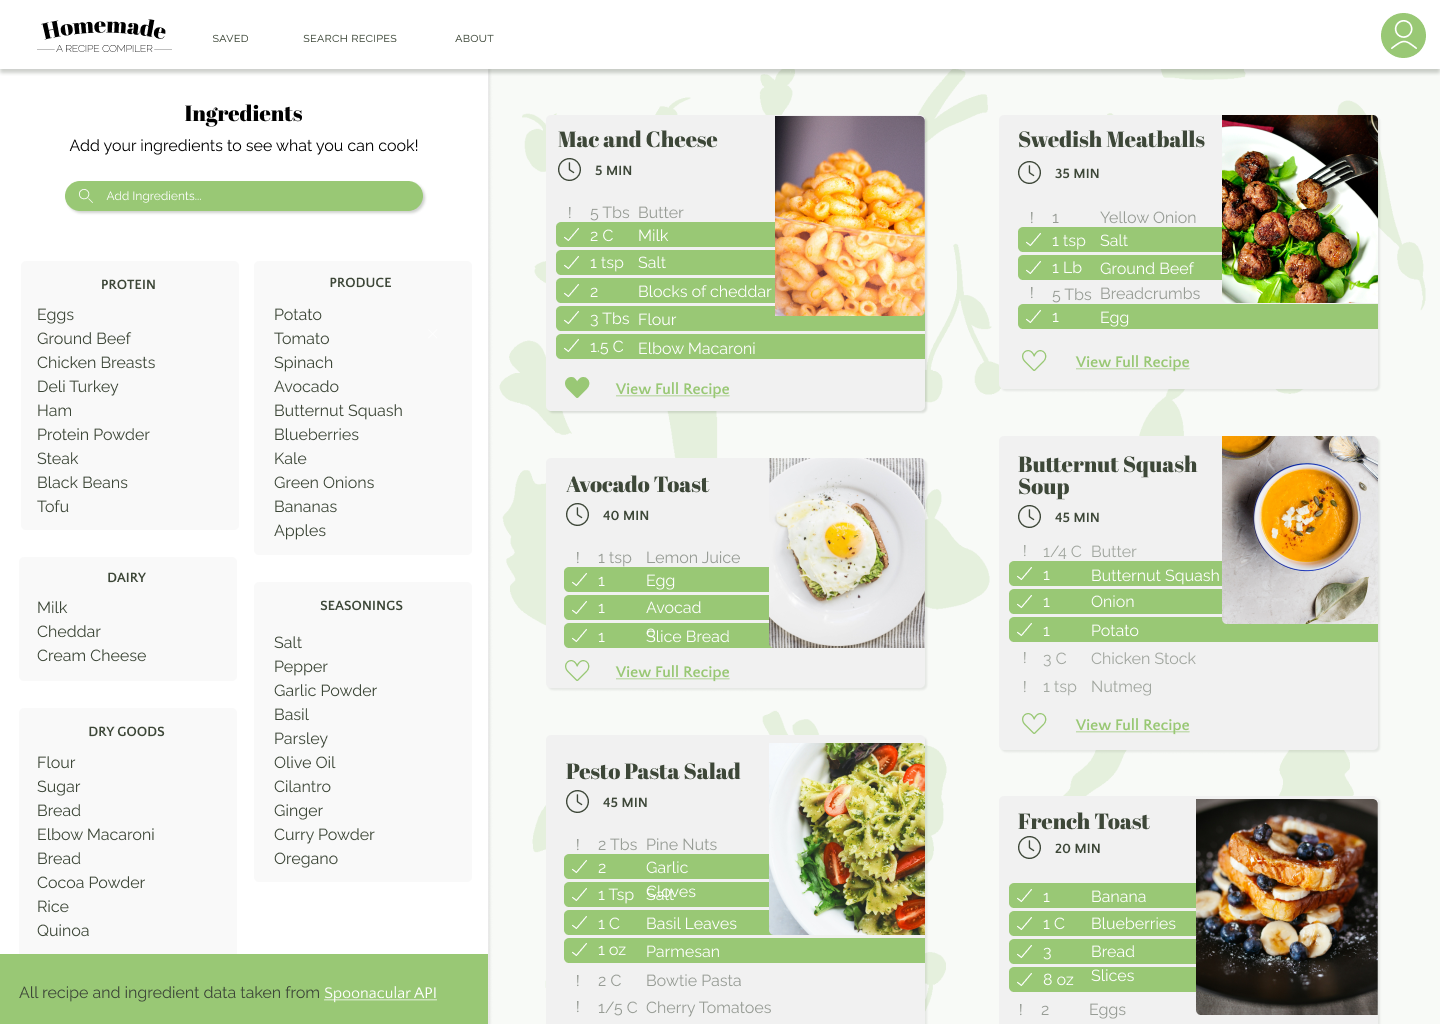 Homemade
A RECIPE COMPILER
SAVED
SEARCH RECIPES
ABOUT
Ingredients
Add your ingredients to see what you can cook!
Add Ingredients...
PROTEIN
Eggs
Ground Beef
Chicken Breasts
Deli Turkey
Ham
Protein Powder
Steak
Black Beans
Tofu
DAIRY
Milk
Cheddar
Cream Cheese
DRY GOODS
Flour
Sugar
Bread
Elbow Macaroni
Bread
Cocoa Powder
Rice
Quinoa
PRODUCE
Potato
Tomato
Spinach
Avocado
Butternut Squash
Blueberries
Kale
Green Onions
Bananas
Apples
SEASONINGS
Salt
Pepper
Garlic Powder
Basil
Parsley
Olive Oil
Cilantro
Ginger
Curry Powder
Oregano
All recipe and ingredient data taken from Spoonacular API
Mac and Cheese
5 MIN
! 5 Tbs Butter
2 C Milk
1 tsp Salt
2 Blocks of cheddar
3 Tbs Flour
1.5 C Elbow Macaroni
View Full Recipe
Avocado Toast
40 MIN
! 1 tsp Lemon Juice
1 Egg
1 Avocad
o
1 Slice Bread
View Full Recipe
Pesto Pasta Salad
45 MIN
! 2 Tbs Pine Nuts
2 Garlic
Cloves
1 Tsp Salt
1 C Basil Leaves
1 oz Parmesan
! 2 C Bowtie Pasta
! 1/5 C Cherry Tomatoes
Swedish Meatballs
35 MIN
! 1 Yellow Onion
1 tsp Salt
1 Lb Ground Beef
! 5 Tbs Breadcrumbs
1 Egg
View Full Recipe
Butternut Squash
Soup
45 MIN
! 1/4 C Butter
1 Butternut Squash
1 Onion
1 Potato
! 3 C Chicken Stock
! 1 tsp Nutmeg
View Full Recipe
French Toast
20 MIN
1 Banana
1 C Blueberries
3 Bread
Slices
8 oz
! 2 Eggs